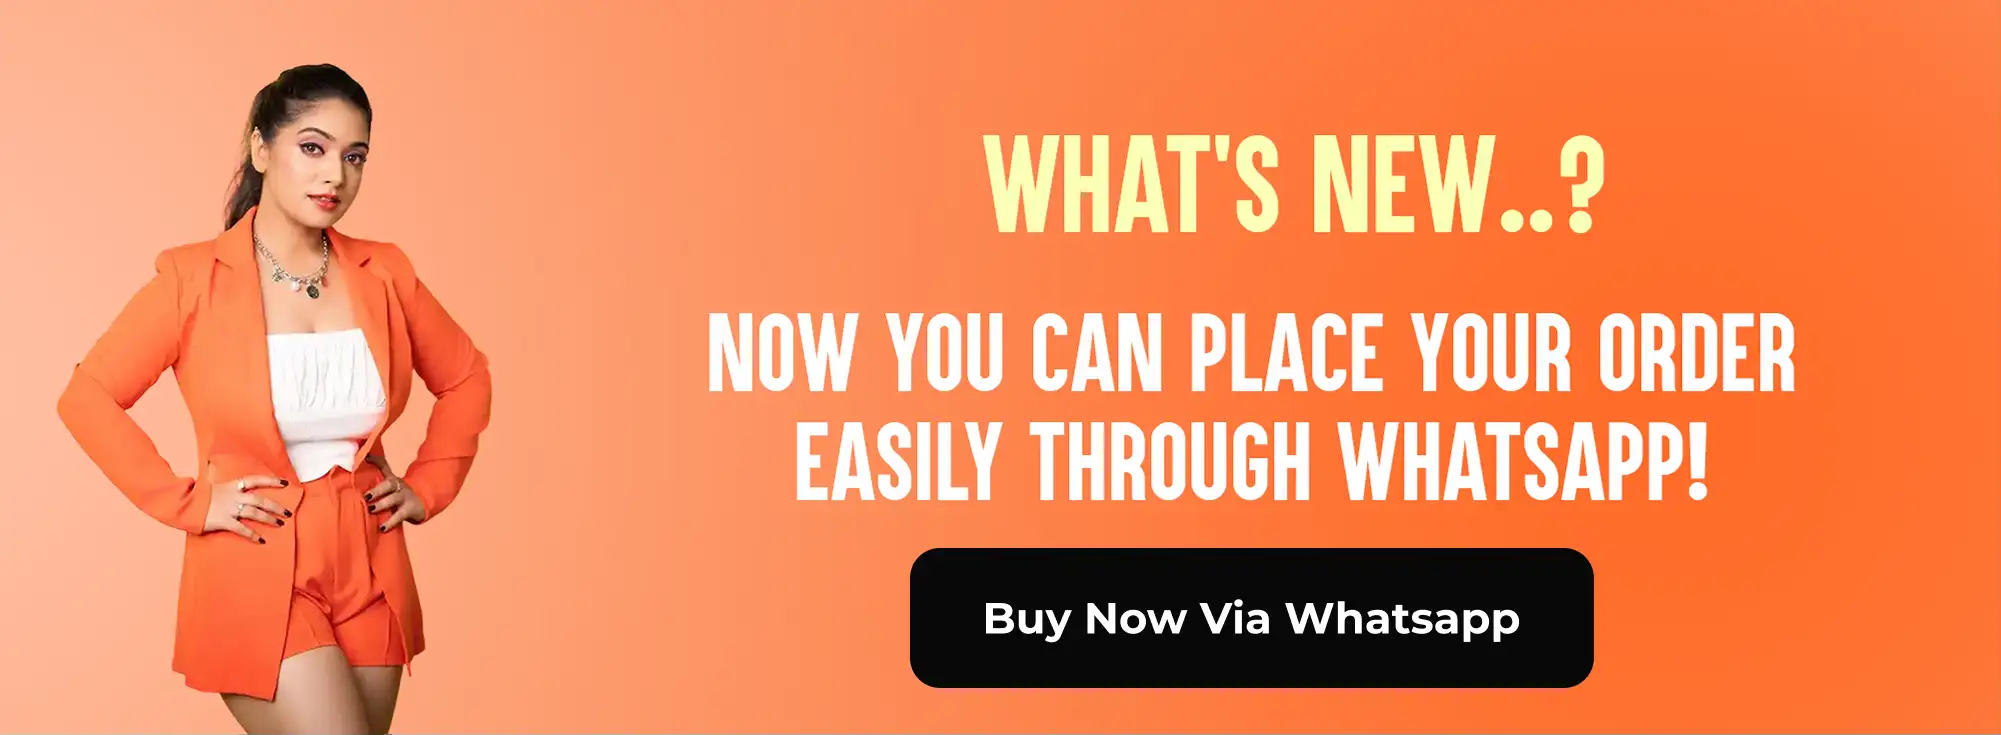 WHAT'S NEW..?
NOW YOU CAN PLACE YOUR ORDER
EASILY THROUGH WHATSAPP!
Buy Now Via Whatsapp